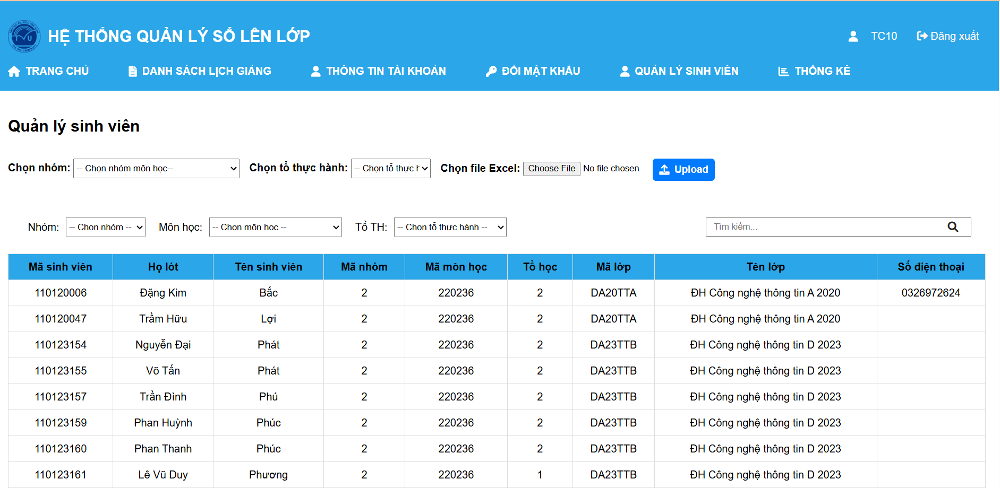 HỆ THỐNG QUẢN LÝ SỔ LÊN LỚP
TC10 Đăng xuất
TRANG CHỦ DANH SÁCH LỊCH GIẢNG THÔNG TIN TÀI KHOẢN ĐỔI MẬT KHẨU QUẢN LÝ SINH VIÊN THỐNG KÊ
Quản lý sinh viên
Chọn nhóm: -- Chọn nhóm môn học-- Chọn tổ thực hành: -- Chọn tổ thực h Chọn file Excel: Choose File No file chosen Upload
Nhóm: -- Chọn nhóm -- Môn học: -- Chọn môn học -- Tổ TH: -- Chọn tổ thực hành -- Tìm kiếm...
Mã sinh viên Họ lót Tên sinh viên Mã nhóm Mã môn học Tổ học Mã lớp Tên lớp Số điện thoại
110120006 Đặng Kim Bắc 2 220236 2 DA20TTA ĐH Công nghệ thông tin A 2020 0326972624
110120047 Trầm Hữu Lợi 2 220236 2 DA20TTA ĐH Công nghệ thông tin A 2020
110123154 Nguyễn Đại Phát 2 220236 2 DA23TTB ĐH Công nghệ thông tin D 2023
110123155 Võ Tấn Phát 2 220236 2 DA23TTB ĐH Công nghệ thông tin D 2023
110123157 Trần Đình Phú 2 220236 2 DA23TTB ĐH Công nghệ thông tin D 2023
110123159 Phan Huỳnh Phúc 2 220236 2 DA23TTB ĐH Công nghệ thông tin D 2023
110123160 Phan Thanh Phúc 2 220236 2 DA23TTB ĐH Công nghệ thông tin D 2023
110123161 Lê Vũ Duy Phương 2 220236 1 DA23TTB ĐH Công nghệ thông tin D 2023